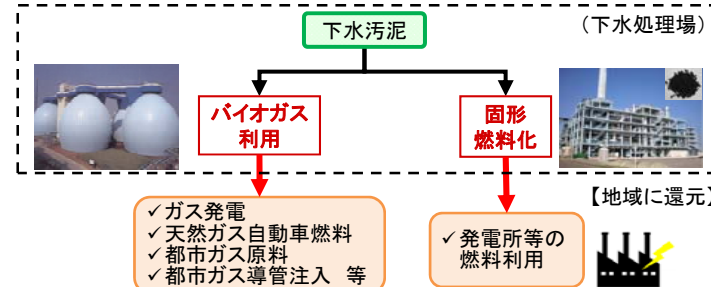 下水汚泥
(下水処理場)
バイオガス
利用
固形
燃料化
【地域に還元】
✓ガス発電
✓天然ガス自動車燃料
✓都市ガス原料
✓都市ガス導管注入 等
✓発電所等の
燃料利用